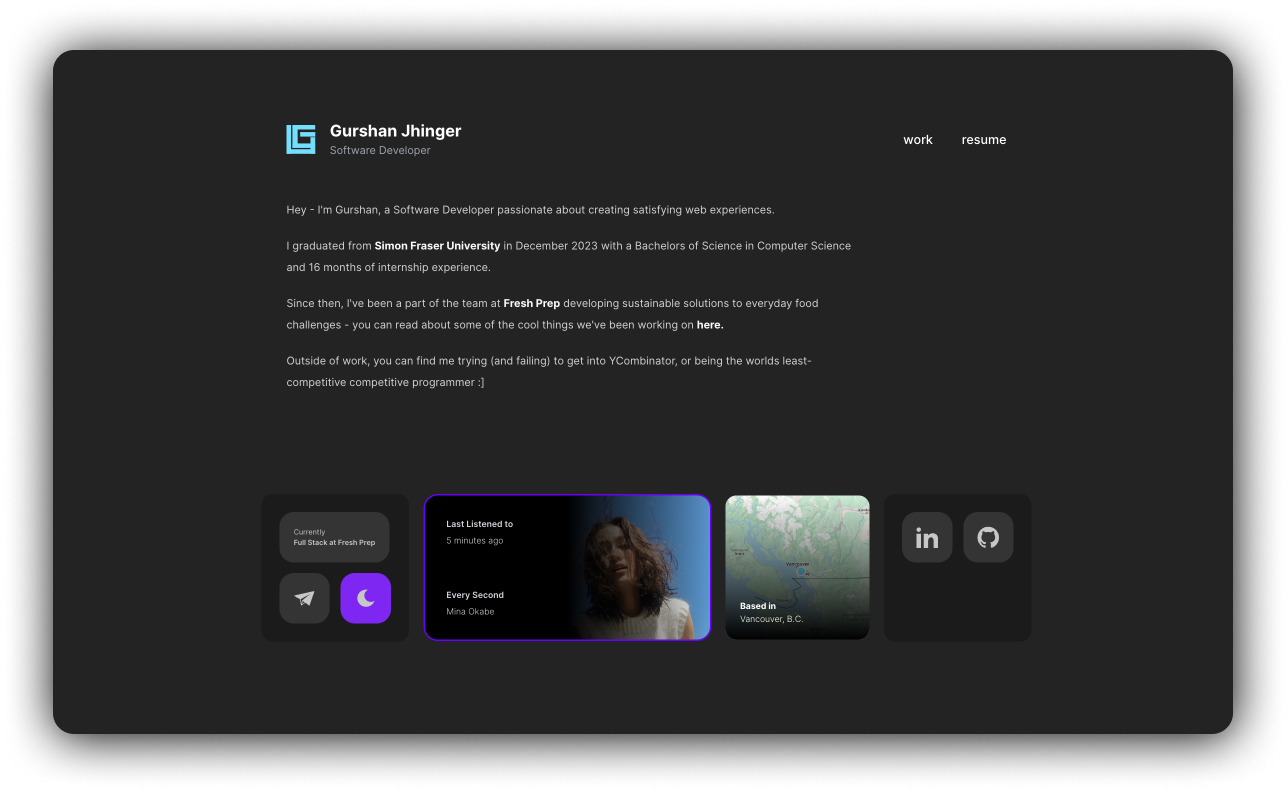 Gurshan Jhinger
Software Developer
work
resume
Hey - I'm Gurshan, a Software Developer passionate about creating satisfying web experiences.
I graduated from Simon Fraser University in December 2023 with a Bachelors of Science in Computer Science
and 16 months of internship experience.
Since then, I've been a part of the team at Fresh Prep developing sustainable solutions to everyday food
challenges - you can read about some of the cool things we've been working on here.
Outside of work, you can find me trying (and failing) to get into YCombinator, or being the worlds least-
competitive competitive programmer :]
Currently
Full Stack at Fresh Prep
Last Listened to
5 minutes ago
Every Second
Mina Okabe
Vancouver
Based in
Vancouver, B.C.
in